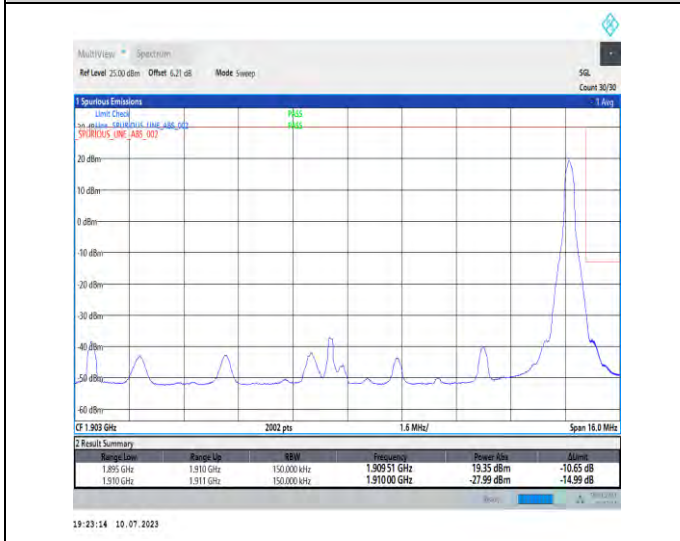 MultiView Spectrum
Ref Level 25.00 dBm Offset 6.21 dB Mode Sweep SGL
Count 30/30
1 Spurious Emissions 1 Avg
Limit Check PASS
Line _SPURIOUS_LINE_ABS_002 PASS
_SPURIOUS_LINE_ABS_002
20 dBm
10 dBm
0 dBm
-10 dBm
-20 dBm
-30 dBm
-40 dBm
-50 dBm
-60 dBm
CF 1.903 GHz 2002 pts 1.6 MHz/ Span 16.0 MHz
2 Result Summary
Range Low Range Up RBW Frequency Power Abs ΔLimit
1.895 GHz 1.910 GHz 150.000 kHz 1.90951 GHz 19.35 dBm -10.65 dB
1.910 GHz 1.911 GHz 150.000 kHz 1.91000 GHz -27.99 dBm -14.99 dB
19:23:14 10.07.2023